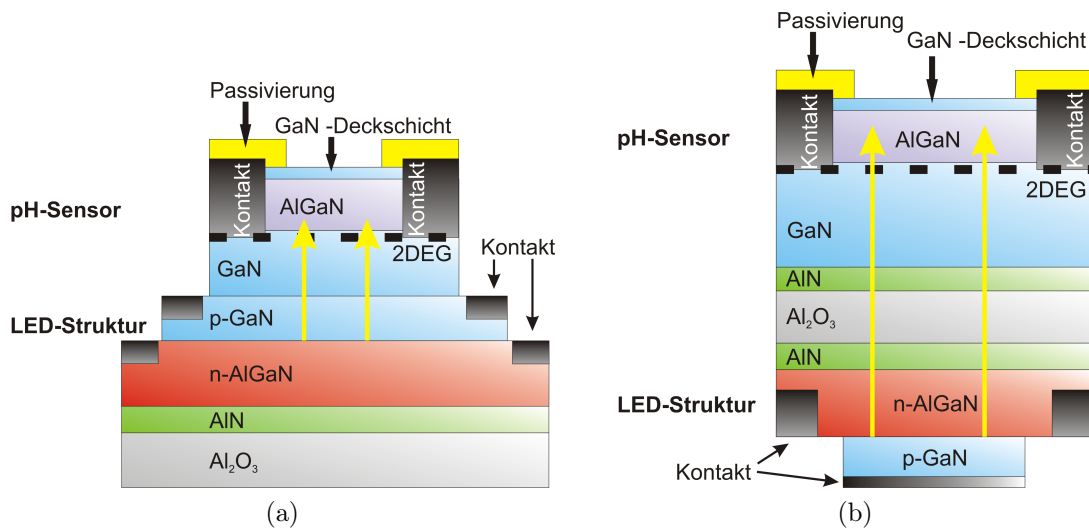 Passivierung
GaN -Deckschicht
Kontakt
AlGaN
Kontakt
pH-Sensor
2DEG
GaN
Kontakt
p-GaN
LED-Struktur
n-AlGaN
AlN
Al₂O₃
(a)
Passivierung
GaN -Deckschicht
Kontakt
AlGaN
Kontakt
pH-Sensor
2DEG
GaN
AlN
Al₂O₃
AlN
LED-Struktur
n-AlGaN
Kontakt
p-GaN
(b)